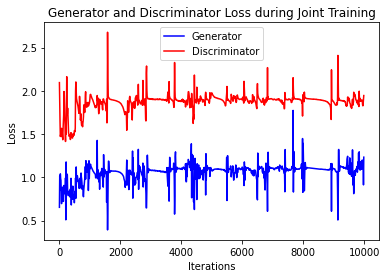 Generator and Discriminator Loss during Joint Training
Generator
Discriminator
2.5
2.0
1.5
1.0
0.5
Loss
0
2000
4000
6000
8000
10000
Iterations